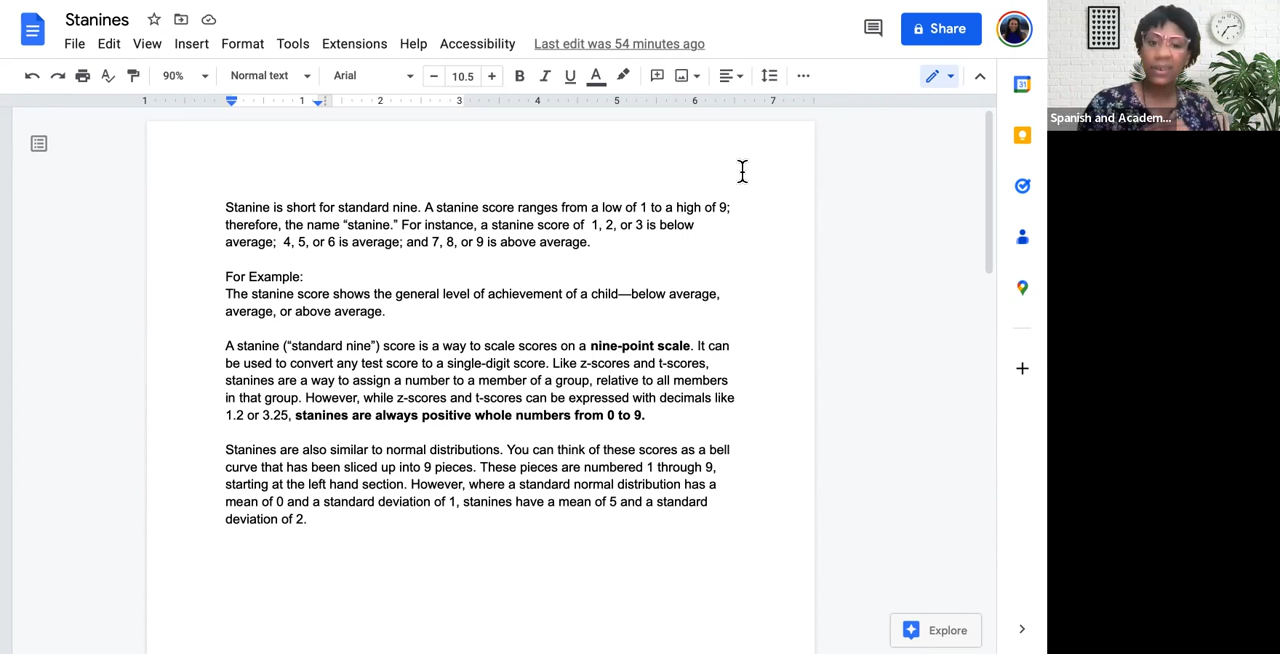 Stanines
File Edit View Insert Format Tools Extensions Help Accessibility Last edit was 54 minutes ago
Share
90% Normal text Arial 10.5 B I U A
1 1 2 3 4 5 6 7
31
Spanish and Academ...
Stanine is short for standard nine. A stanine score ranges from a low of 1 to a high of 9;
therefore, the name “stanine.” For instance, a stanine score of 1, 2, or 3 is below
average; 4, 5, or 6 is average; and 7, 8, or 9 is above average.
For Example:
The stanine score shows the general level of achievement of a child—below average,
average, or above average.
A stanine (“standard nine”) score is a way to scale scores on a nine-point scale. It can
be used to convert any test score to a single-digit score. Like z-scores and t-scores,
stanines are a way to assign a number to a member of a group, relative to all members
in that group. However, while z-scores and t-scores can be expressed with decimals like
1.2 or 3.25, stanines are always positive whole numbers from 0 to 9.
Stanines are also similar to normal distributions. You can think of these scores as a bell
curve that has been sliced up into 9 pieces. These pieces are numbered 1 through 9,
starting at the left hand section. However, where a standard normal distribution has a
mean of 0 and a standard deviation of 1, stanines have a mean of 5 and a standard
deviation of 2.
Explore